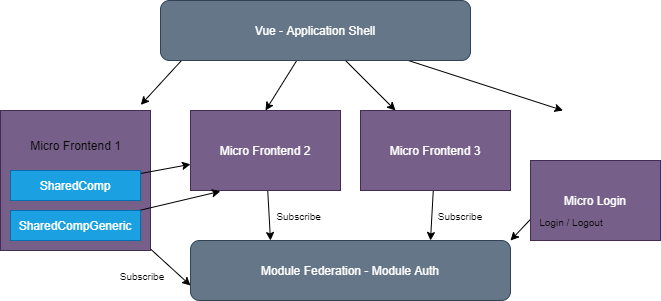 Vue - Application Shell
Micro Frontend 1
Micro Frontend 2
Micro Frontend 3
SharedComp
SharedCompGeneric
Micro Login
Login / Logout
Subscribe
Subscribe
Subscribe
Module Federation - Module Auth